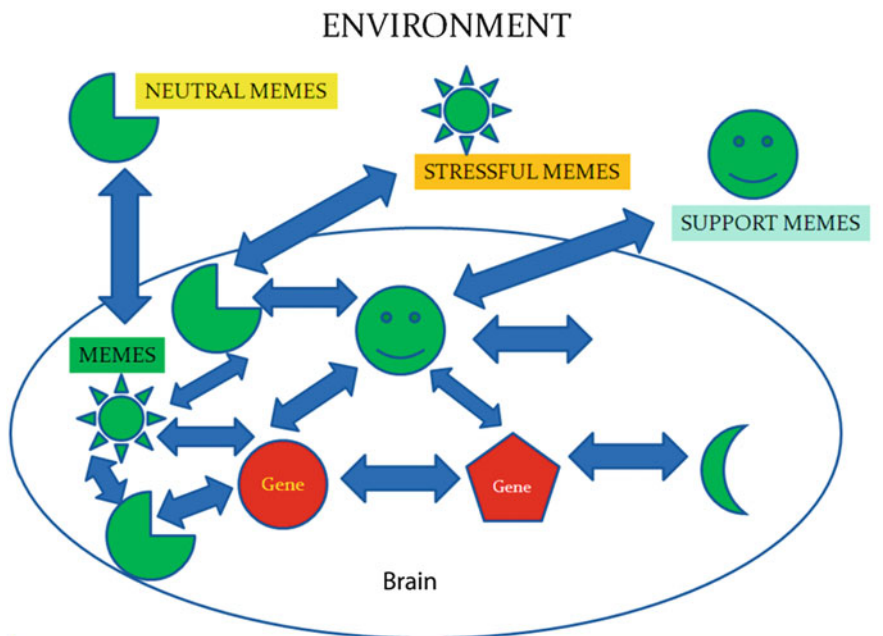 ENVIRONMENT
NEUTRAL MEMES
STRESSFUL MEMES
SUPPORT MEMES
MEMES
Gene
Gene
Brain